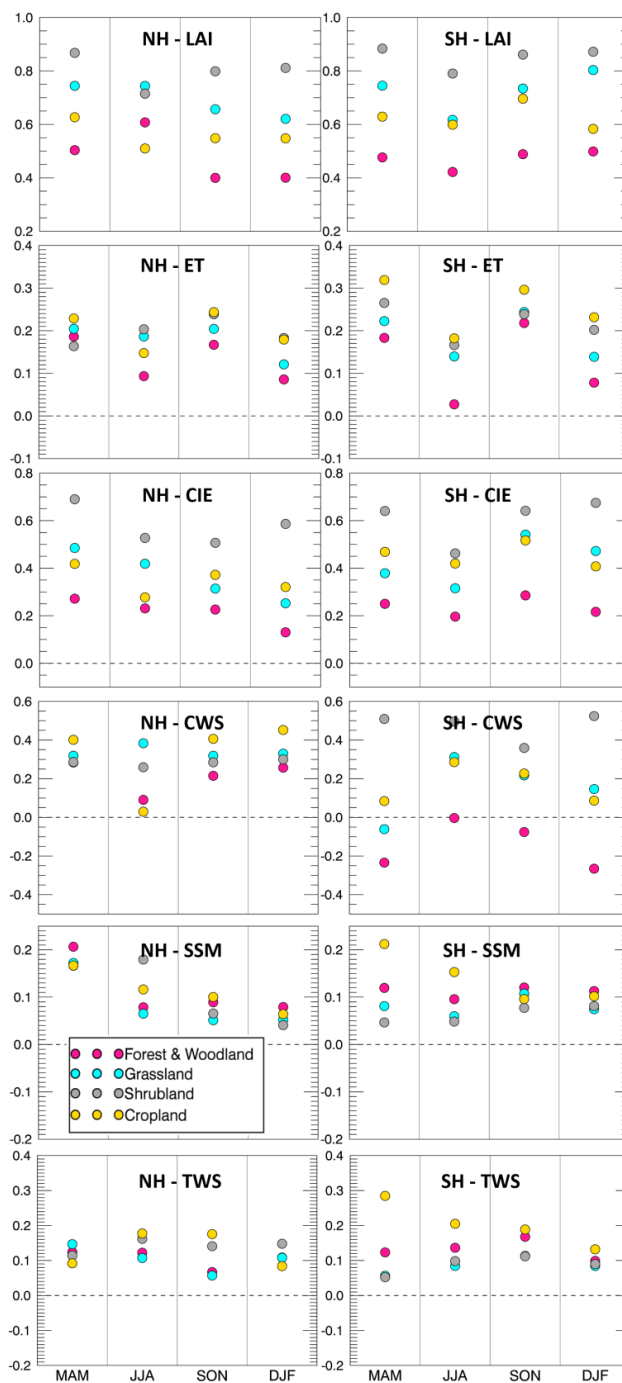 NH - LAI
SH - LAI
1.0 1.0
0.8 0.8
0.6 0.6
0.4 0.4
0.2 0.2
NH - ET
SH - ET
0.4 0.4
0.3 0.3
0.2 0.2
0.1 0.1
0.0 0.0
-0.1 -0.1
NH - CIE
SH - CIE
0.8 0.8
0.6 0.6
0.4 0.4
0.2 0.2
0.0 0.0
NH - CWS
SH - CWS
0.6 0.6
0.4 0.4
0.2 0.2
0.0 0.0
-0.2 -0.2
-0.4 -0.4
NH - SSM
SH - SSM
0.2 0.2
0.1 0.1
0.0 0.0
-0.1 -0.1
-0.2 -0.2
Forest & Woodland
Grassland
Shrubland
Cropland
NH - TWS
SH - TWS
0.4 0.4
0.3 0.3
0.2 0.2
0.1 0.1
0.0 0.0
-0.1 -0.1
-0.2 -0.2
MAM JJA SON DJF MAM JJA SON DJF